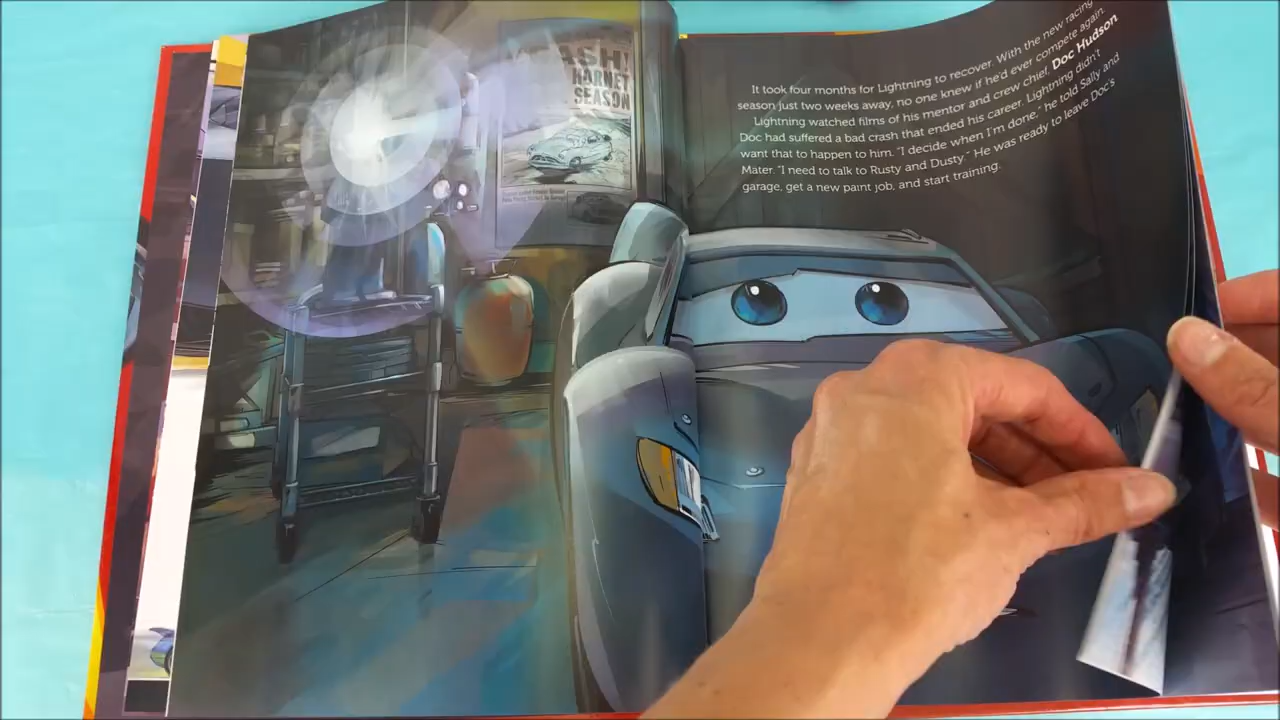 ASH!
HARNET
SEASON
It took four months for Lightning to recover. With the new racing
season just two weeks away, no one knew if he'd ever compete again.
Lightning watched films of his mentor and crew chief, Doc Hudson
Doc had suffered a bad crash that ended his career. Lightning didn't
want that to happen to him. "I decide when I'm done," he told Sally and
Mater. "I need to talk to Rusty and Dusty." He was ready to leave Doc's
garage, get a new paint job, and start training.